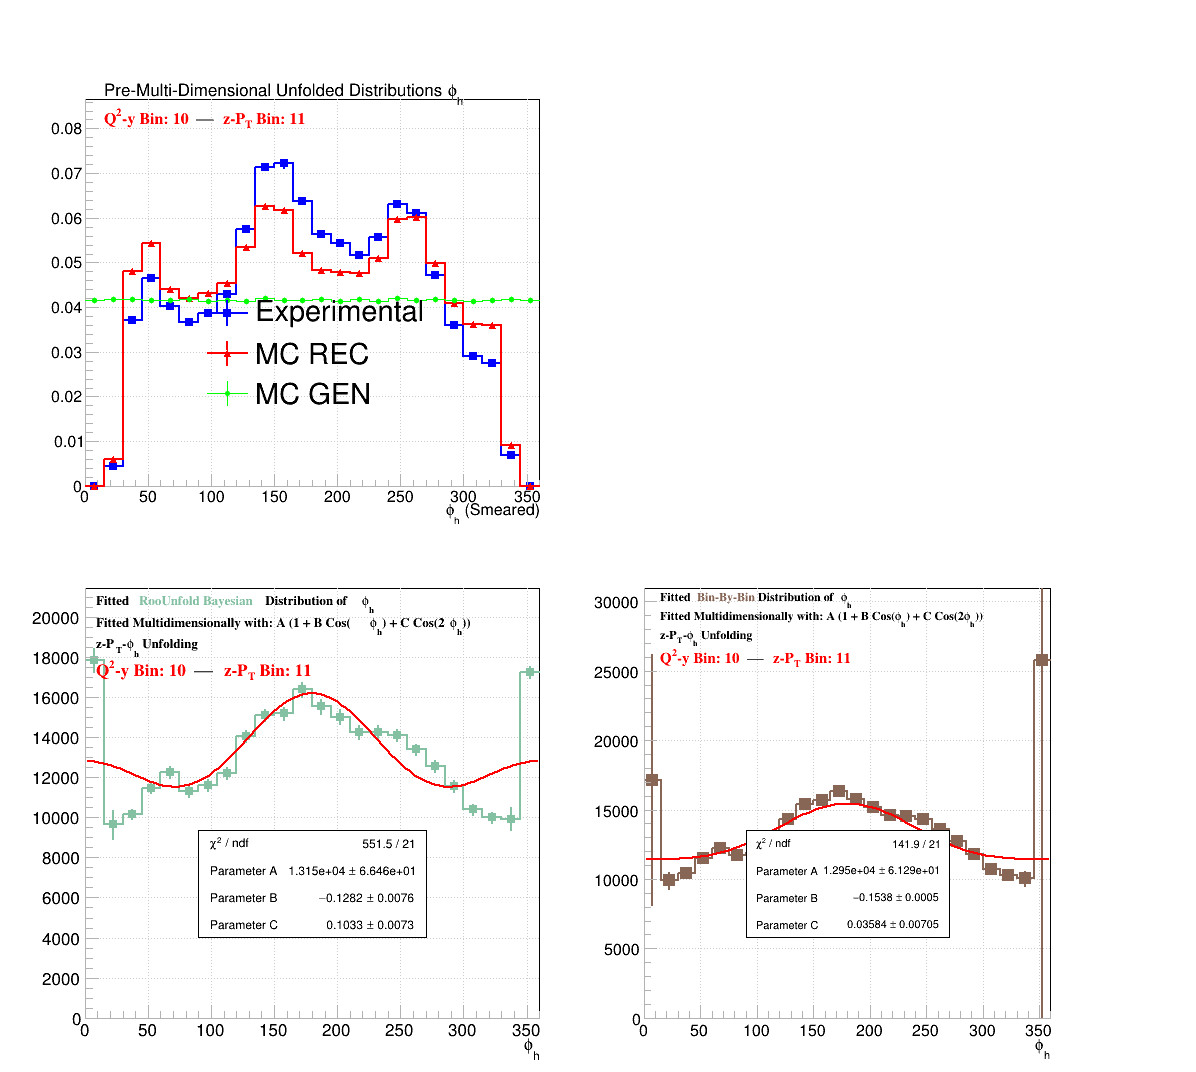 Pre-Multi-Dimensional Unfolded Distributions ϕh
Q²-y Bin: 10 — z-PT Bin: 11
0.08
0.07
0.06
0.05
0.04
0.03
0.02
0.01
0
Experimental
MC REC
MC GEN
0 50 100 150 200 250 300 350
ϕh (Smeared)
Fitted RooUnfold Bayesian Distribution of ϕh
Fitted Multidimensionally with: A (1 + B Cos( ϕh) + C Cos(2 ϕh))
z-PT-ϕh Unfolding
Q²-y Bin: 10 — z-PT Bin: 11
20000
18000
16000
14000
12000
10000
8000
6000
4000
2000
0
χ² / ndf 551.5 / 21
Parameter A 1.315e+04 ± 6.646e+01
Parameter B −0.1282 ± 0.0076
Parameter C 0.1033 ± 0.0073
0 50 100 150 200 250 300 350
ϕh
Fitted Bin-By-Bin Distribution of ϕh
Fitted Multidimensionally with: A (1 + B Cos(ϕh) + C Cos(2ϕh))
z-PT-ϕh Unfolding
Q²-y Bin: 10 — z-PT Bin: 11
30000
25000
20000
15000
10000
5000
0
χ² / ndf 141.9 / 21
Parameter A 1.295e+04 ± 6.129e+01
Parameter B −0.1538 ± 0.0005
Parameter C 0.03584 ± 0.00705
0 50 100 150 200 250 300 350
ϕh